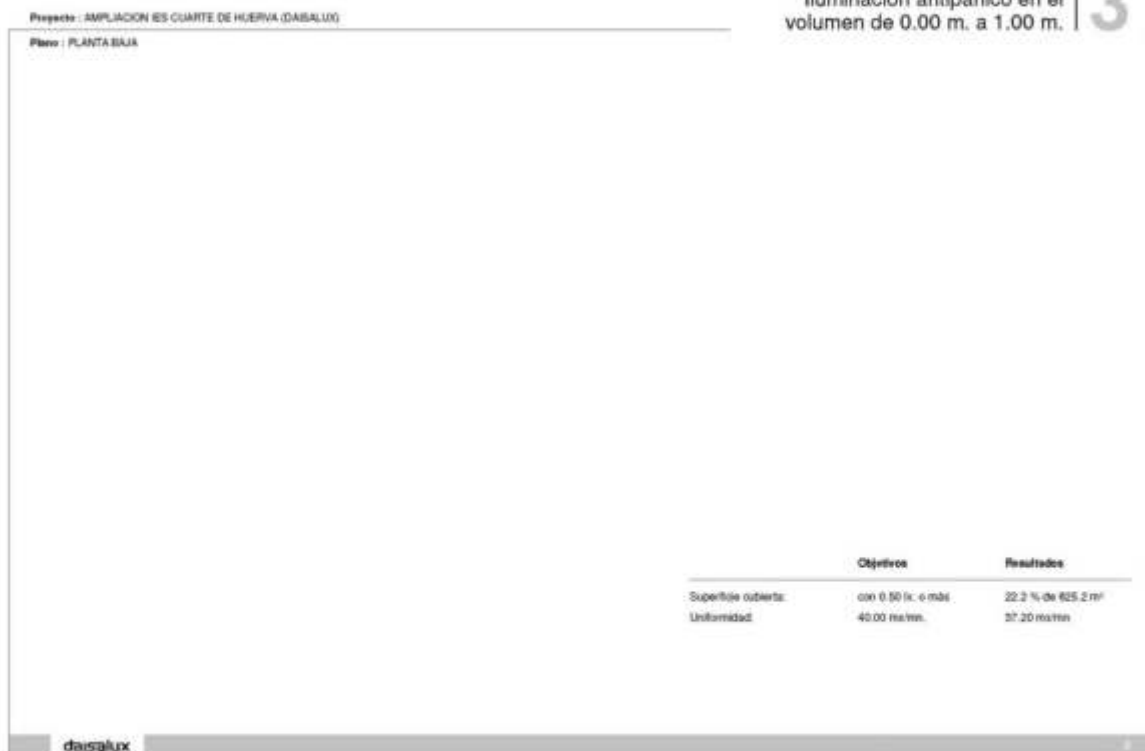 Iluminación antipánico en el
volumen de 0.00 m. a 1.00 m.
3
Proyecto : AMPLIACION IES CUARTE DE HUERVA (DAISALUX)
Plano : PLANTA BAJA
Objetivos Resultados
Superficie cubierta: con 0.50 lx. o más 22.2 % de 625.2 m²
Uniformidad: 40.00 mx/mn. 37.20 mx/mn
daisalux